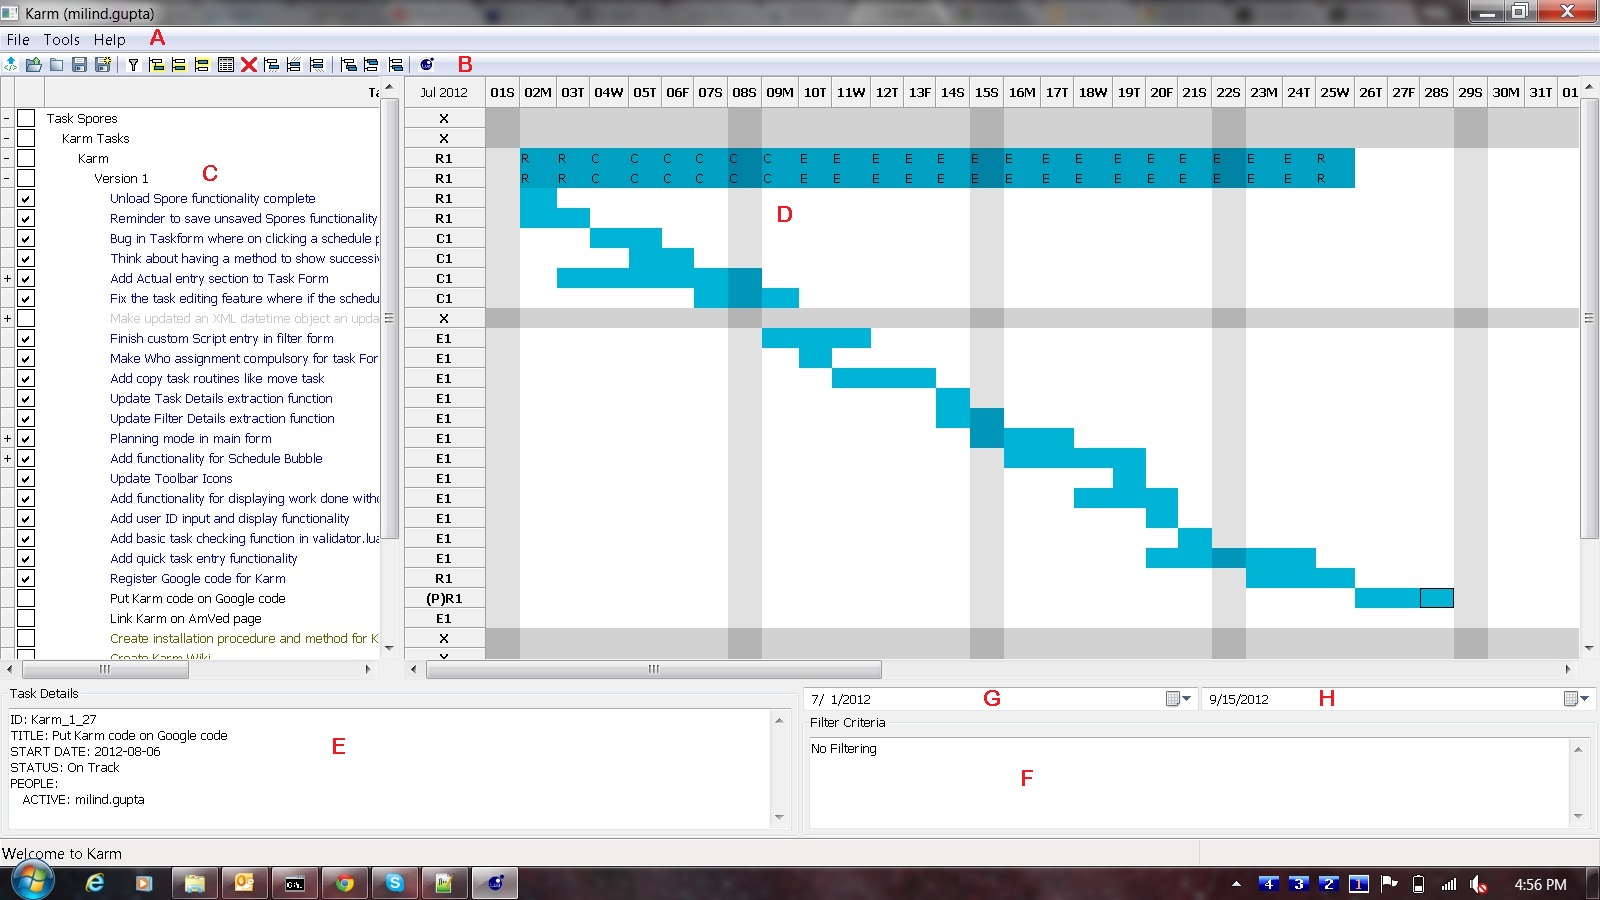 Karm (milind.gupta)
File Tools Help A
B
Ta Jul 2012 01S 02M 03T 04W 05T 06F 07S 08S 09M 10T 11W 12T 13F 14S 15S 16M 17T 18W 19T 20F 21S 22S 23M 24T 25W 26T 27F 28S 29S 30M 31T 01
- Task Spores X
- Karm Tasks X
- Karm R1 R R C C C C C C E E E E E E E E E E E E E E E R
C
- Version 1 R1 R R C C C C C C E E E E E E E E E E E E E E E R
Unload Spore functionality complete R1
D
Reminder to save unsaved Spores functionality R1
Bug in Taskform where on clicking a schedule p C1
Think about having a method to show successiv C1
+ Add Actual entry section to Task Form C1
Fix the task editing feature where if the schedu C1
+ Make updated an XML datetime object an upda X
Finish custom Script entry in filter form E1
Make Who assignment compulsory for task For E1
Add copy task routines like move task E1
Update Task Details extraction function E1
Update Filter Details extraction function E1
+ Planning mode in main form E1
+ Add functionality for Schedule Bubble E1
Update Toolbar Icons E1
Add functionality for displaying work done witho E1
Add user ID input and display functionality E1
Add basic task checking function in validator.lua E1
Add quick task entry functionality E1
Register Google code for Karm R1
Put Karm code on Google code (P)R1
Link Karm on AmVed page E1
Create installation procedure and method for K X
Create Karm Wiki X
Task Details
7/ 1/2012 G 9/15/2012 H
ID: Karm_1_27
TITLE: Put Karm code on Google code
START DATE: 2012-08-06
STATUS: On Track
PEOPLE:
ACTIVE: milind.gupta
E
Filter Criteria
No Filtering
F
Welcome to Karm
C:\
4 3 2 1 4:56 PM